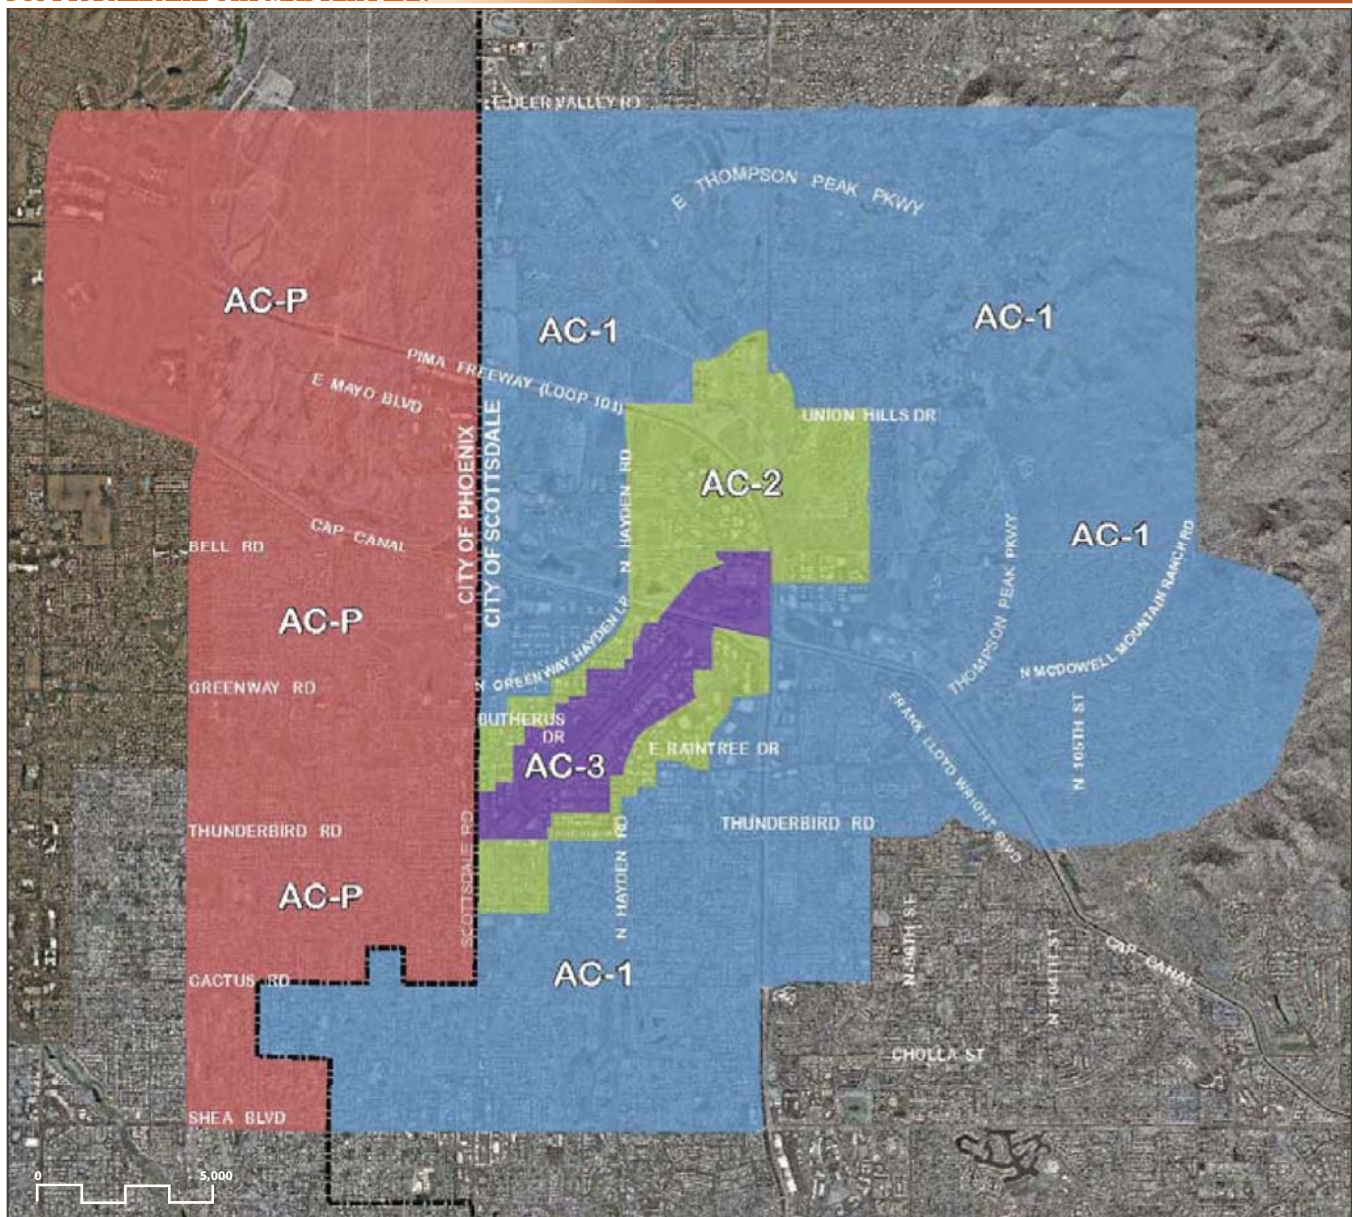 E DEER VALLEY RD
E THOMPSON PEAK PKWY
AC-P
AC-1
AC-1
PIMA FREEWAY (LOOP 101)
E MAYO BLVD
UNION HILLS DR
CITY OF PHOENIX
CITY OF SCOTTSDALE
N HAYDEN RD
AC-2
CAP CANAL
BELL RD
AC-1
THOMPSON PEAK PKWY
N MCDOWELL MOUNTAIN RANCH RD
AC-P
N GREENWAY HAYDEN LP
GREENWAY RD
BUTHERUS
DR
E RAINTREE DR
FRANK LLOYD WRIGHT BLVD
N 105TH ST
AC-3
THUNDERBIRD RD
SCOTTSDALE RD
N HAYDEN RD
THUNDERBIRD RD
AC-P
N 96TH ST
N 104TH ST
CAP CANAL
CACTUS RD
AC-1
CHOLLA ST
SHEA BLVD
0 5,000